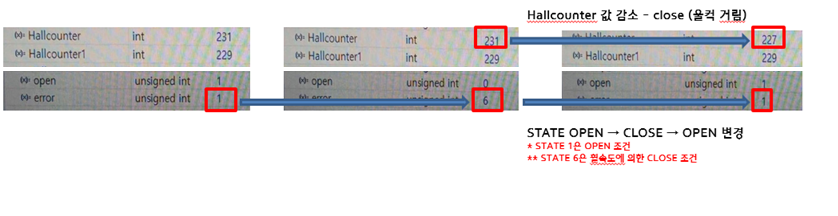 Hallcounter 값 감소 – close (울컥 거림)
Hallcounter int 231
Hallcounter1 int 229
open unsigned int 1
error unsigned int 1
Hallcounter int 231
Hallcounter1 int 229
open unsigned int 0
error unsigned int 6
Hallcounter int 227
Hallcounter1 int 229
open unsigned int 1
unsigned int 1
STATE OPEN → CLOSE → OPEN 변경
* STATE 1은 OPEN 조건
** STATE 6은 휠속도에 의한 CLOSE 조건